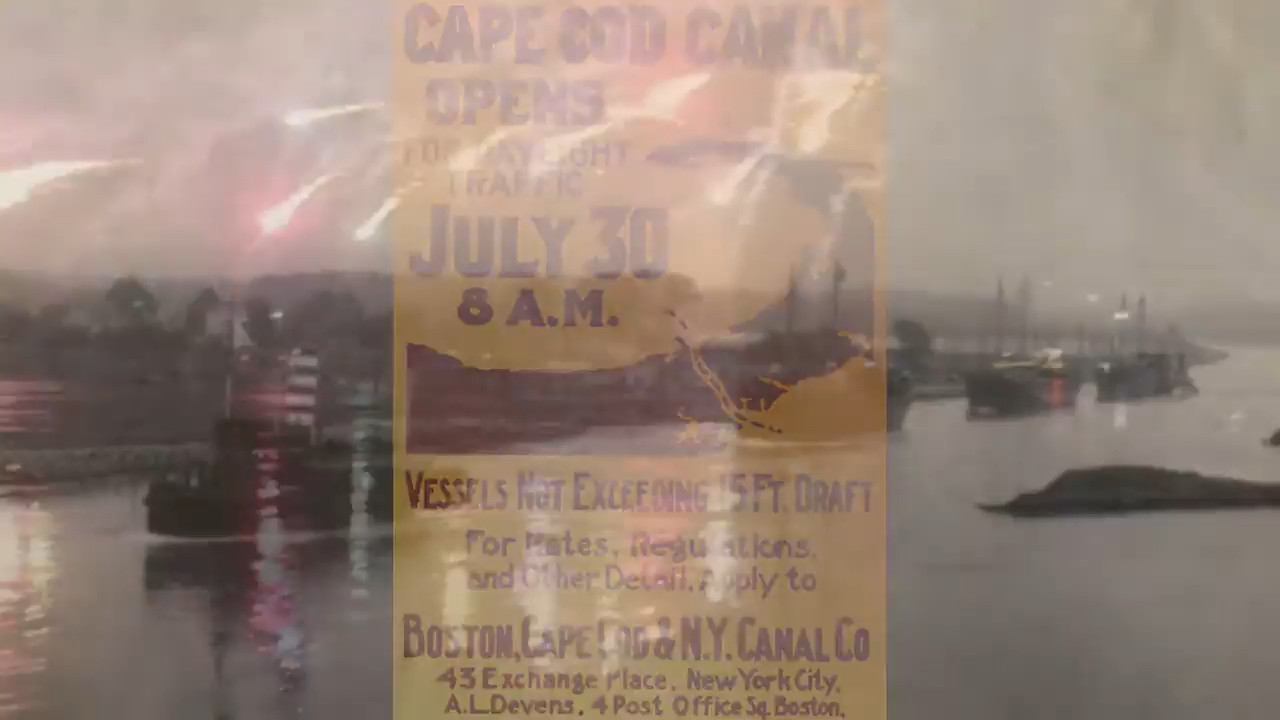 CAPE COD CANAL
OPENS
FOR DAYLIGHT
TRAFFIC
JULY 30
8 A.M.
VESSELS NOT EXCEEDING 15 FT. DRAFT
For Rates, Regulations,
and Other Detail, Apply to
BOSTON, CAPE COD & N.Y. CANAL CO
43 Exchange Place, New York City,
A.L. Devens, 4 Post Office Sq. Boston,